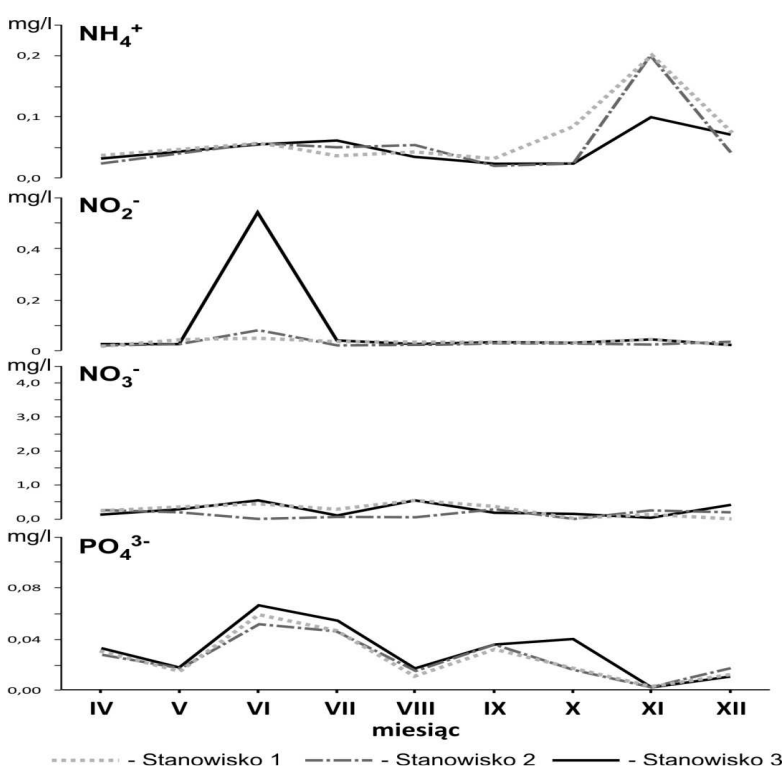 mg/l
NH₄⁺
0,2
0,1
0,0
mg/l
NO₂⁻
0,4
0,2
0
mg/l
NO₃⁻
4,0
3,0
2,0
1,0
0,0
mg/l
PO₄³⁻
0,08
0,04
0,00
IV V VI VII VIII IX X XI XII
miesiąc
- Stanowisko 1 - Stanowisko 2 - Stanowisko 3